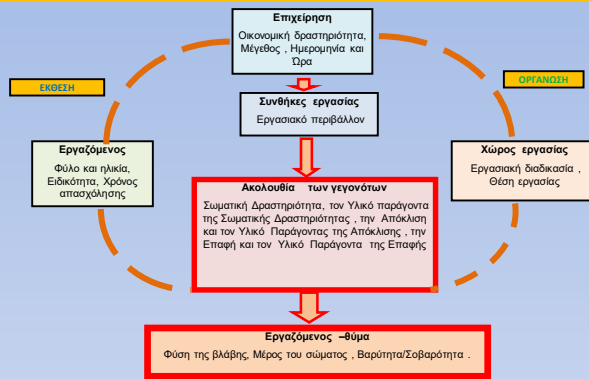 Επιχείρηση
Οικονομική δραστηριότητα,
Μέγεθος , Ημερομηνία και
Ώρα
ΕΚΘΕΣΗ
ΟΡΓΑΝΩΣΗ
Συνθήκες εργασίας
Εργασιακό περιβάλλον
Εργαζόμενος
Φύλο και ηλικία,
Ειδικότητα, Χρόνος
απασχόλησης
Χώρος εργασίας
Εργασιακή διαδικασία ,
Θέση εργασίας
Ακολουθία των γεγονότων
Σωματική Δραστηριότητα, τον Υλικό παράγοντα
της Σωματικής Δραστηριότητας , την Απόκλιση
και τον Υλικό Παράγοντας της Απόκλισης , την
Επαφή και τον Υλικό Παράγοντα της Επαφής
Εργαζόμενος –θύμα
Φύση της βλάβης, Μέρος του σώματος , Βαρύτητα/Σοβαρότητα .